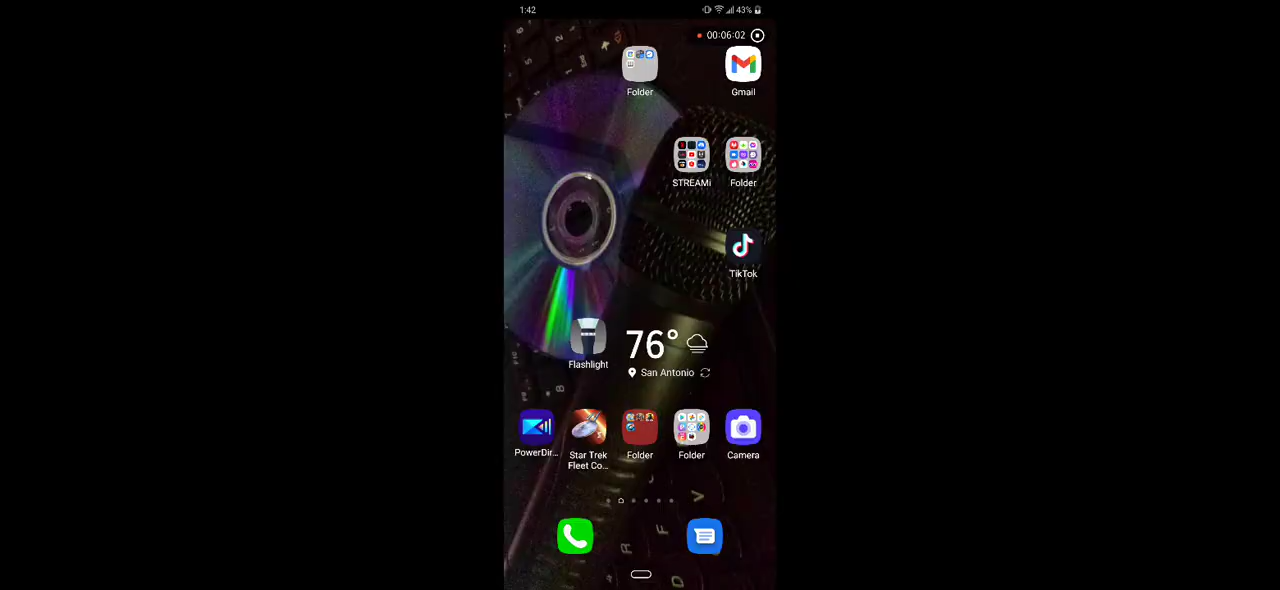 1:42
43%
00:06:02
Folder
Gmail
STREAMi
Folder
TikTok
Flashlight
76°
San Antonio
PowerDir...
Star Trek
Fleet Co...
Folder
Folder
Camera